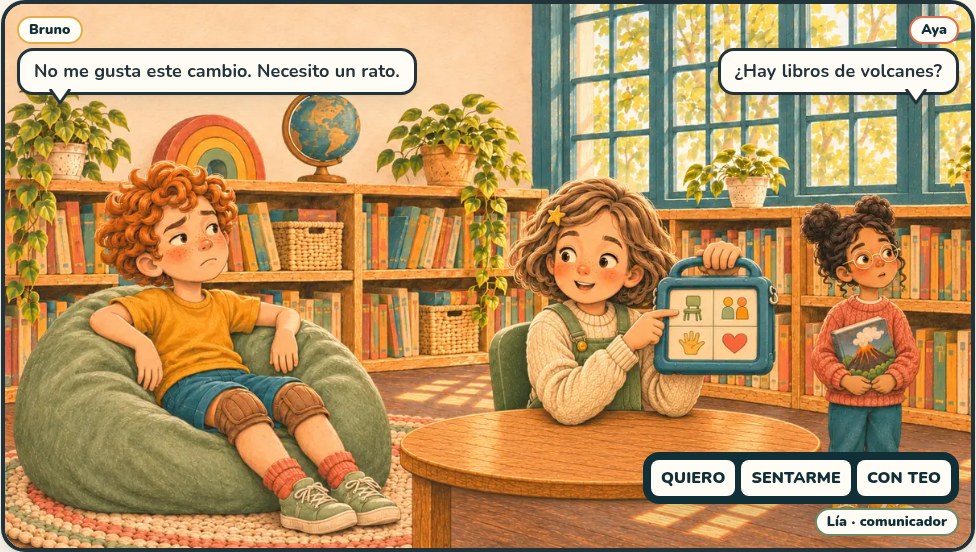 Bruno
No me gusta este cambio. Necesito un rato.
Aya
¿Hay libros de volcanes?
QUIERO SENTARME CON TEO
Lía · comunicador